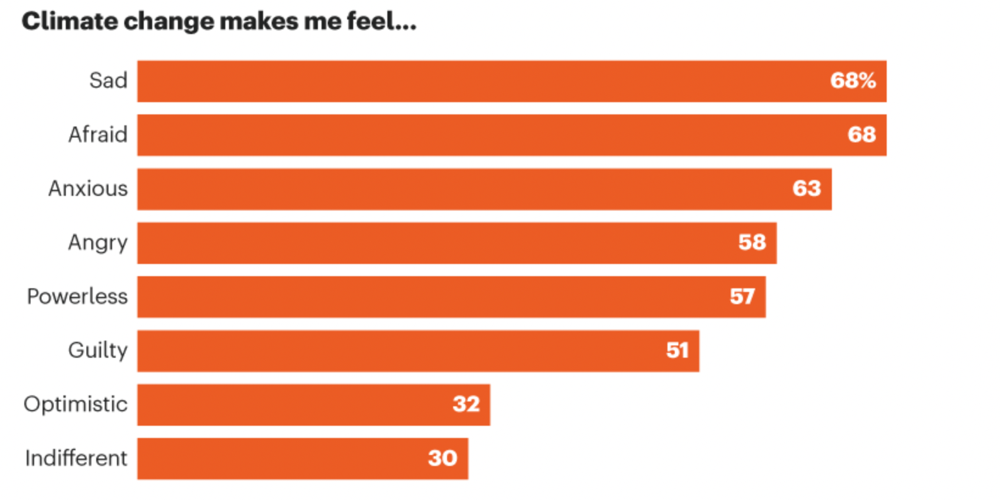 Climate change makes me feel...
Sad 68%
Afraid 68
Anxious 63
Angry 58
Powerless 57
Guilty 51
Optimistic 32
Indifferent 30